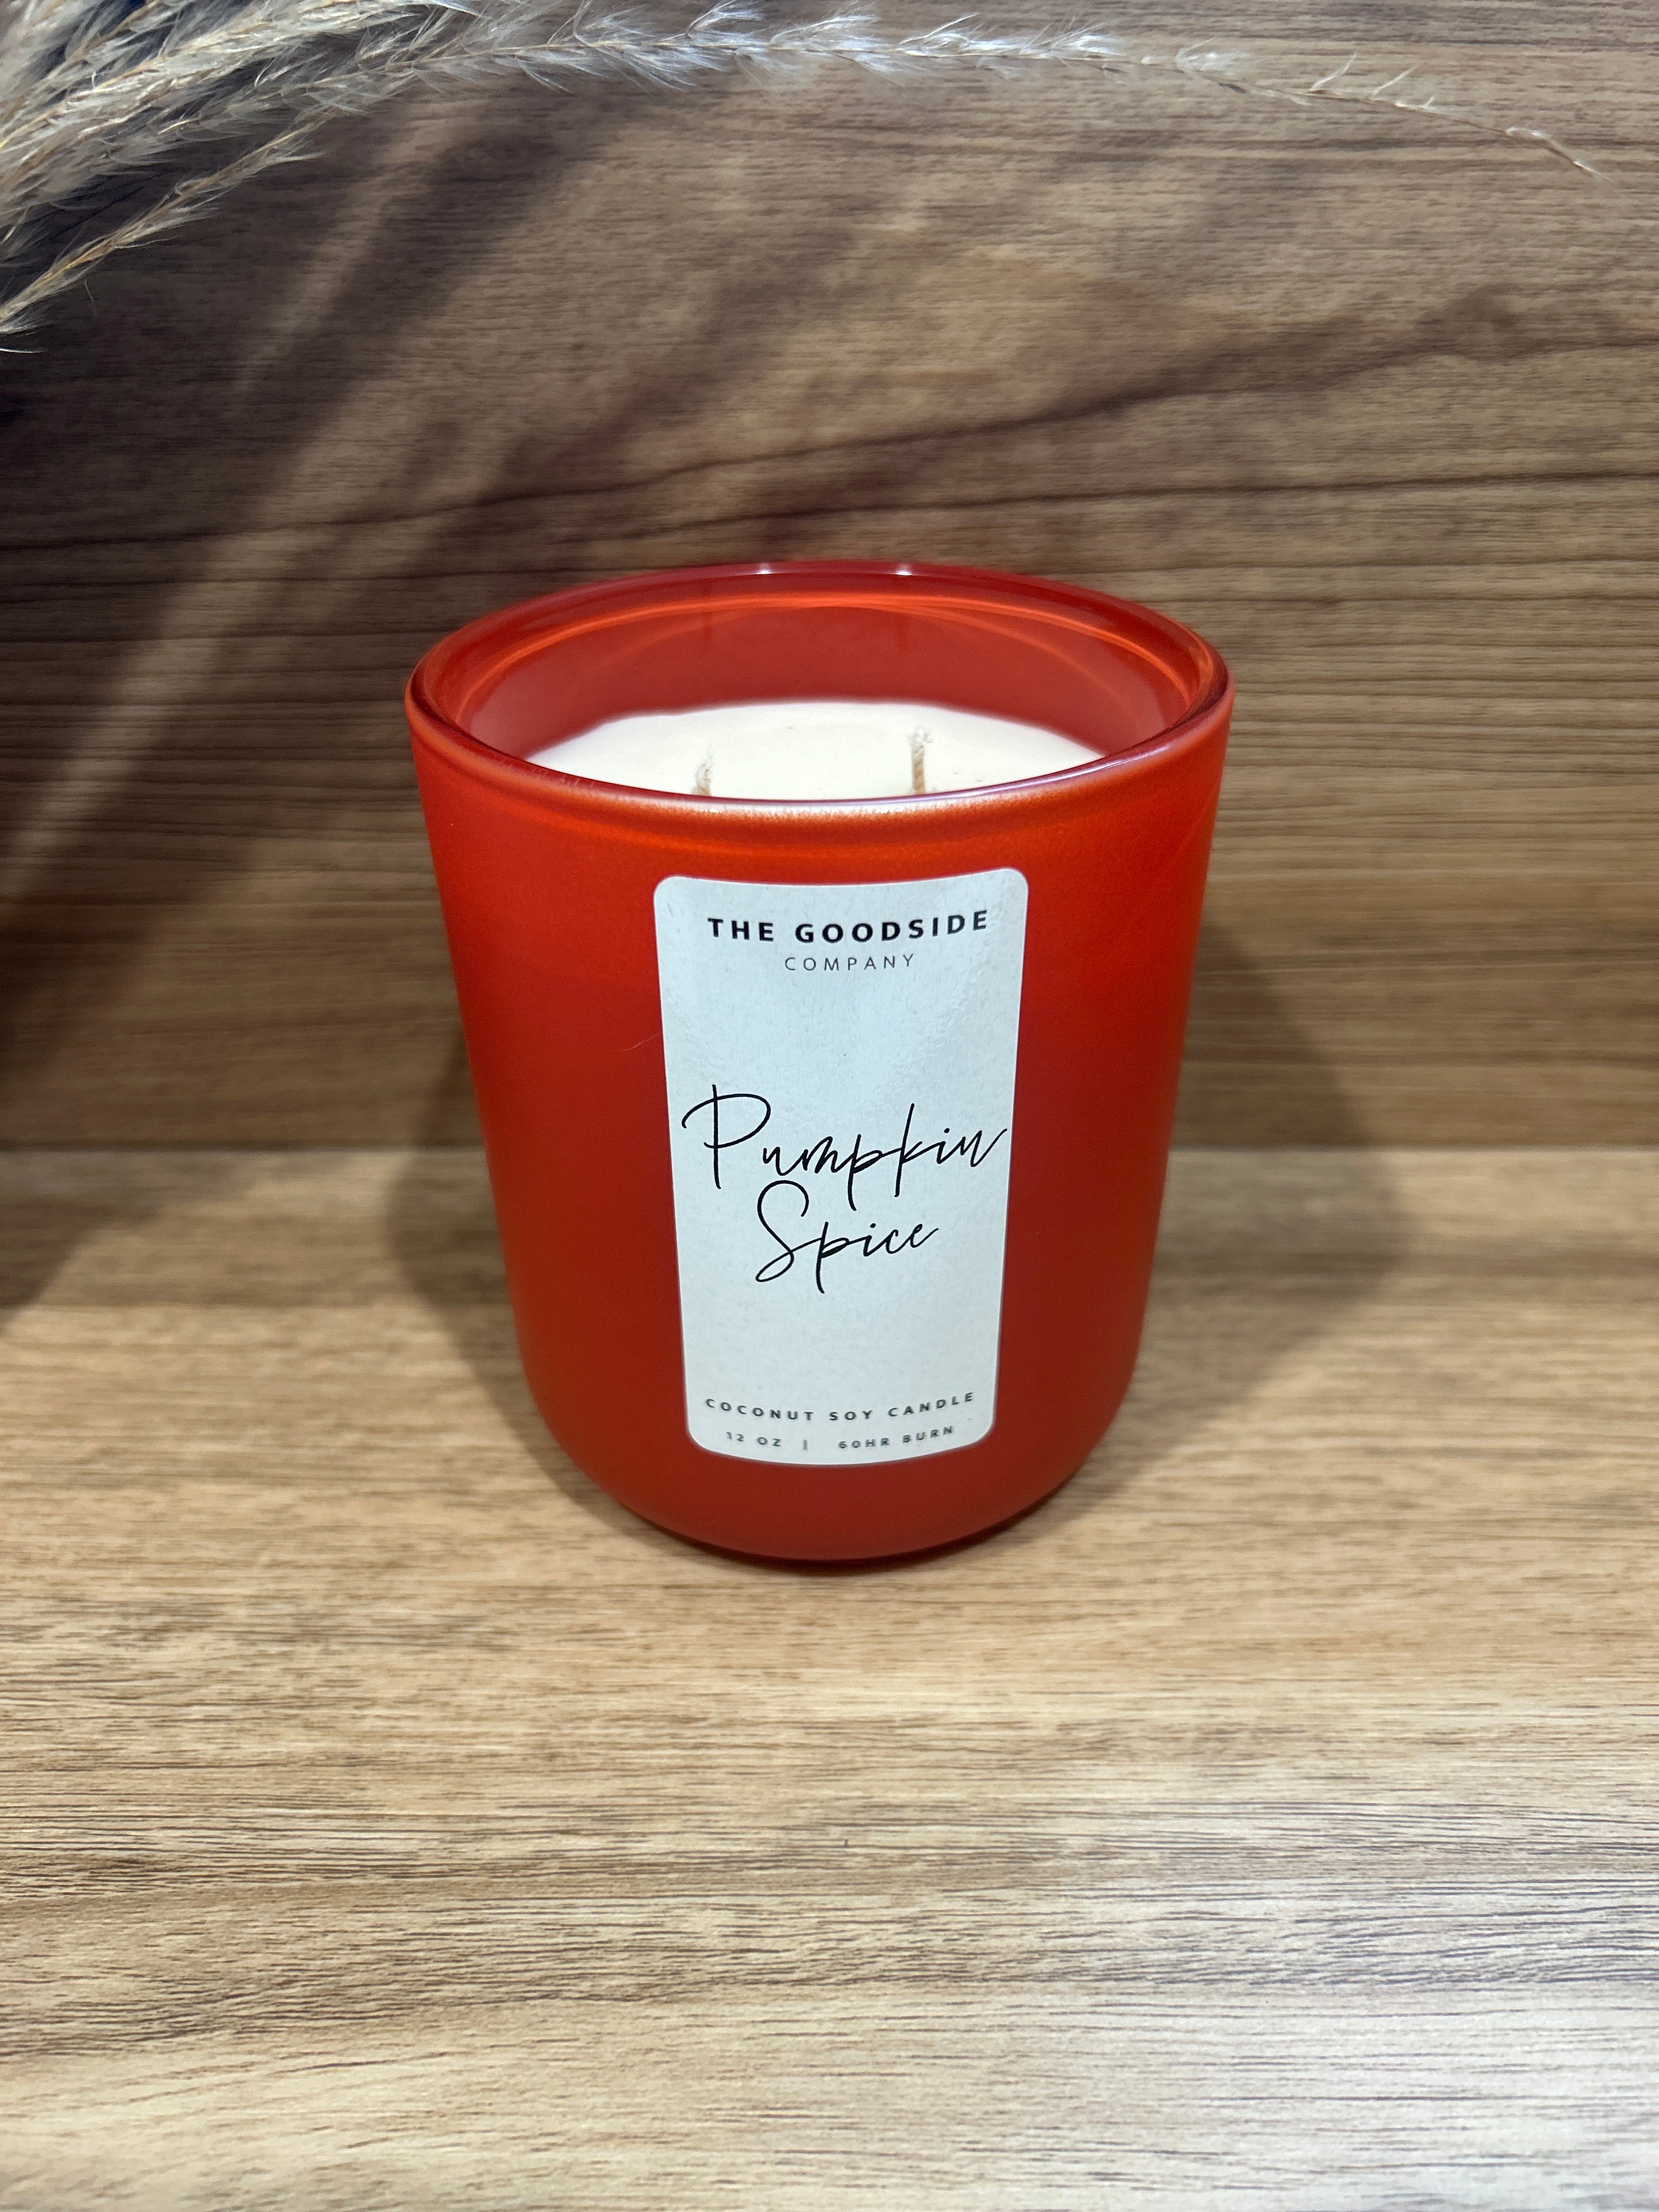 THE GOODSIDE
COMPANY
Pumpkin
Spice
COCONUT SOY CANDLE
12 OZ | 60HR BURN